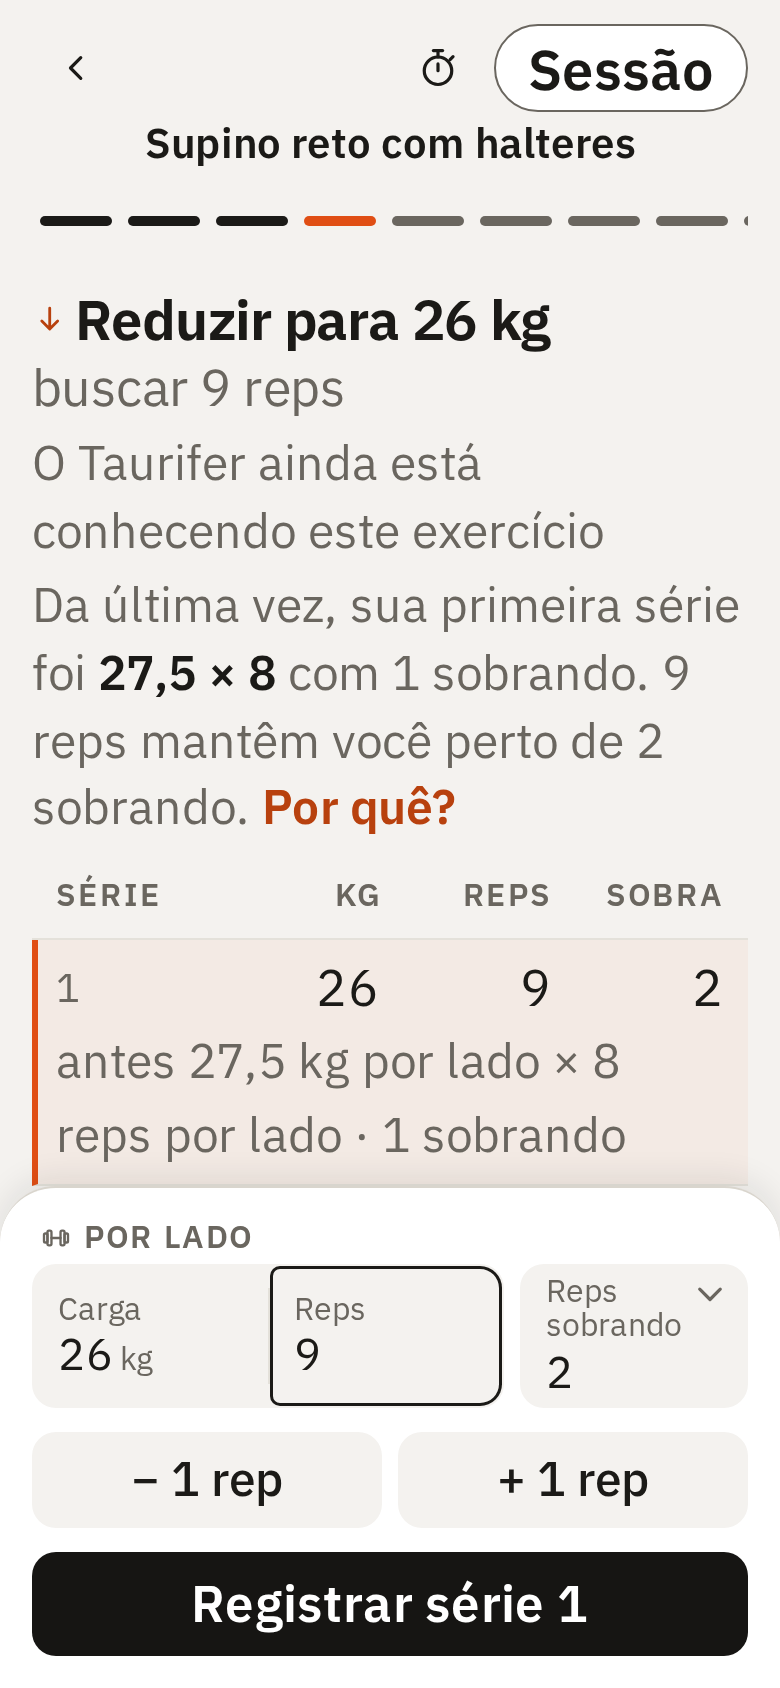 Sessão
Supino reto com halteres
Reduzir para 26 kg
buscar 9 reps
O Taurifer ainda está
conhecendo este exercício
Da última vez, sua primeira série
foi 27,5 × 8 com 1 sobrando. 9
reps mantêm você perto de 2
sobrando. Por quê?
SÉRIE KG REPS SOBRA
1 26 9 2
antes 27,5 kg por lado × 8
reps por lado · 1 sobrando
POR LADO
Carga
26 kg
Reps
9
Reps
sobrando
2
− 1 rep
+ 1 rep
Registrar série 1